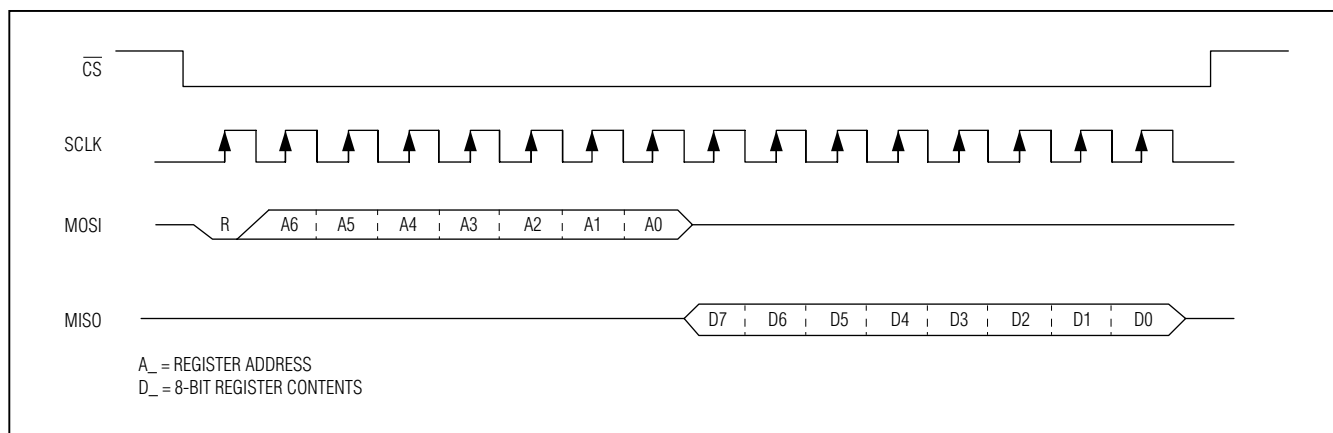 CS
SCLK
MOSI R A6 A5 A4 A3 A2 A1 A0
MISO D7 D6 D5 D4 D3 D2 D1 D0
A_ = REGISTER ADDRESS
D_ = 8-BIT REGISTER CONTENTS